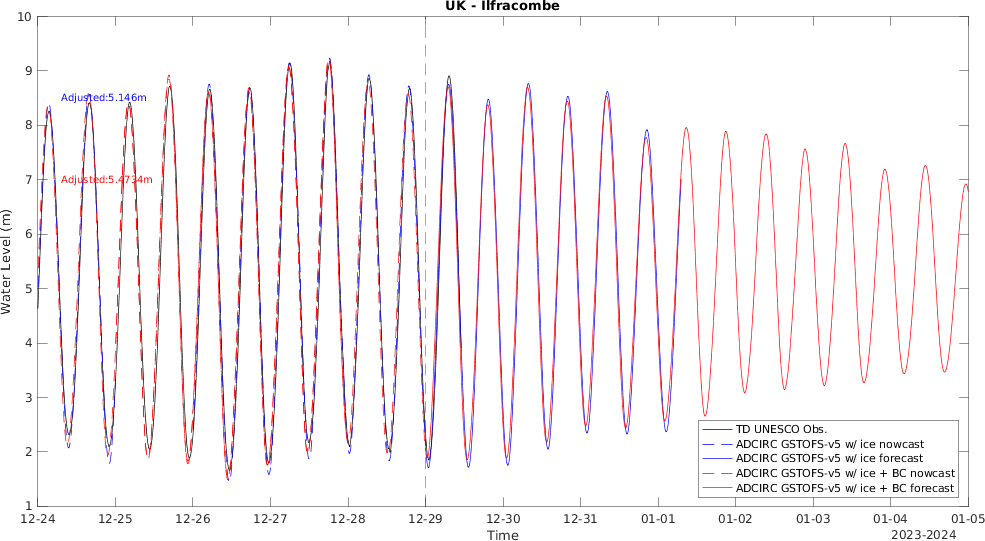 UK - Ilfracombe
10
9
8
7
6
5
4
3
2
1
Water Level (m)
Adjusted:5.146m
Adjusted:5.4734m
TD UNESCO Obs.
ADCIRC GSTOFS-v5 w/ ice nowcast
ADCIRC GSTOFS-v5 w/ ice forecast
ADCIRC GSTOFS-v5 w/ ice + BC nowcast
ADCIRC GSTOFS-v5 w/ ice + BC forecast
12-24 12-25 12-26 12-27 12-28 12-29 12-30 12-31 01-01 01-02 01-03 01-04 01-05
Time
2023-2024